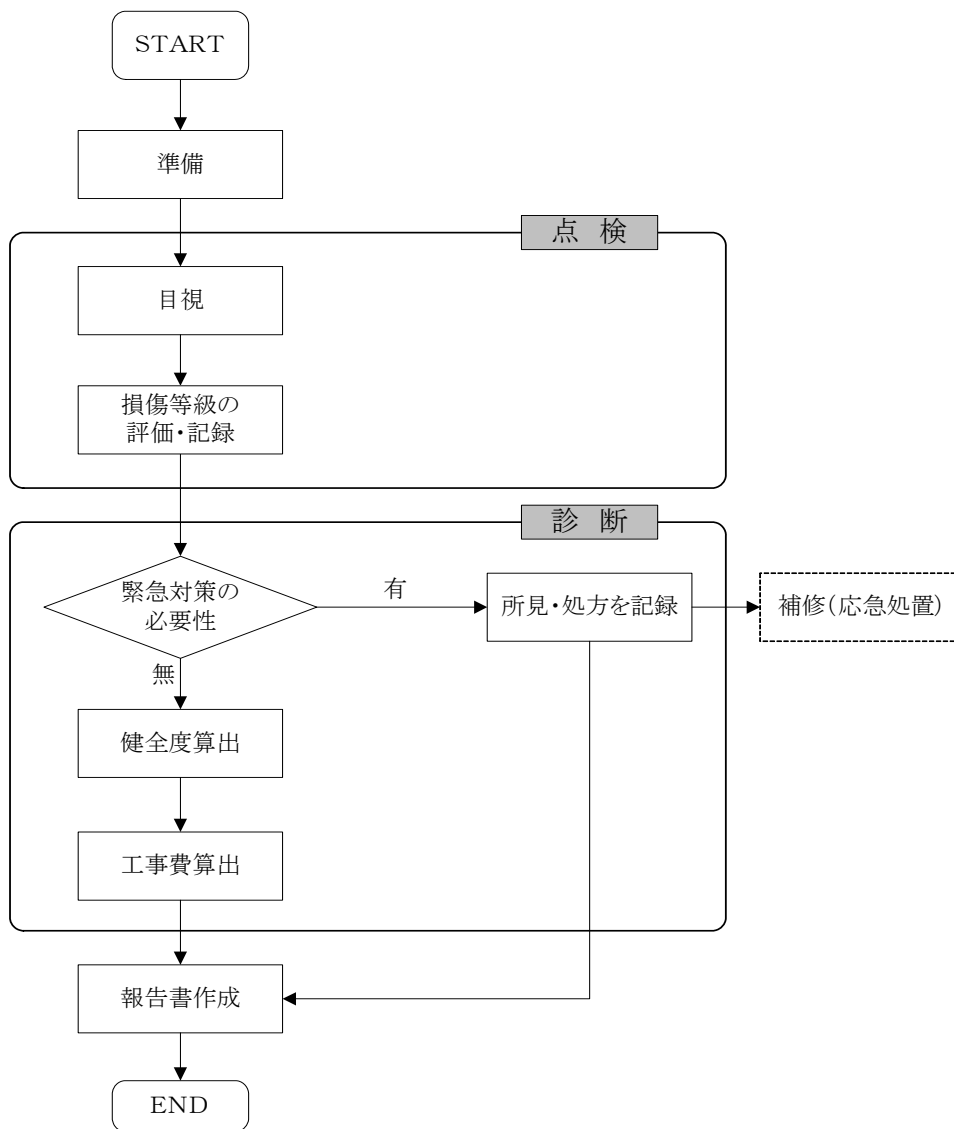 START
準備
点 検
目視
損傷等級の
評価・記録
診 断
緊急対策の
必要性
有
所見・処方を記録
補修(応急処置)
無
健全度算出
工事費算出
報告書作成
END